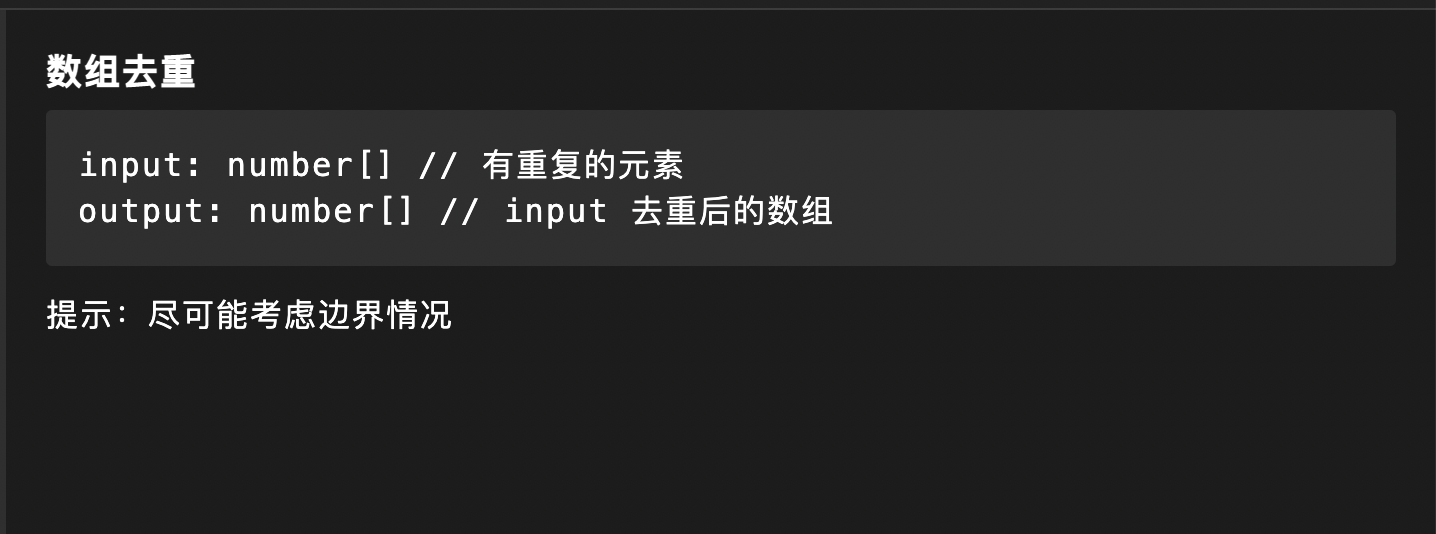 数组去重
input: number[] // 有重复的元素
output: number[] // input 去重后的数组
提示：尽可能考虑边界情况